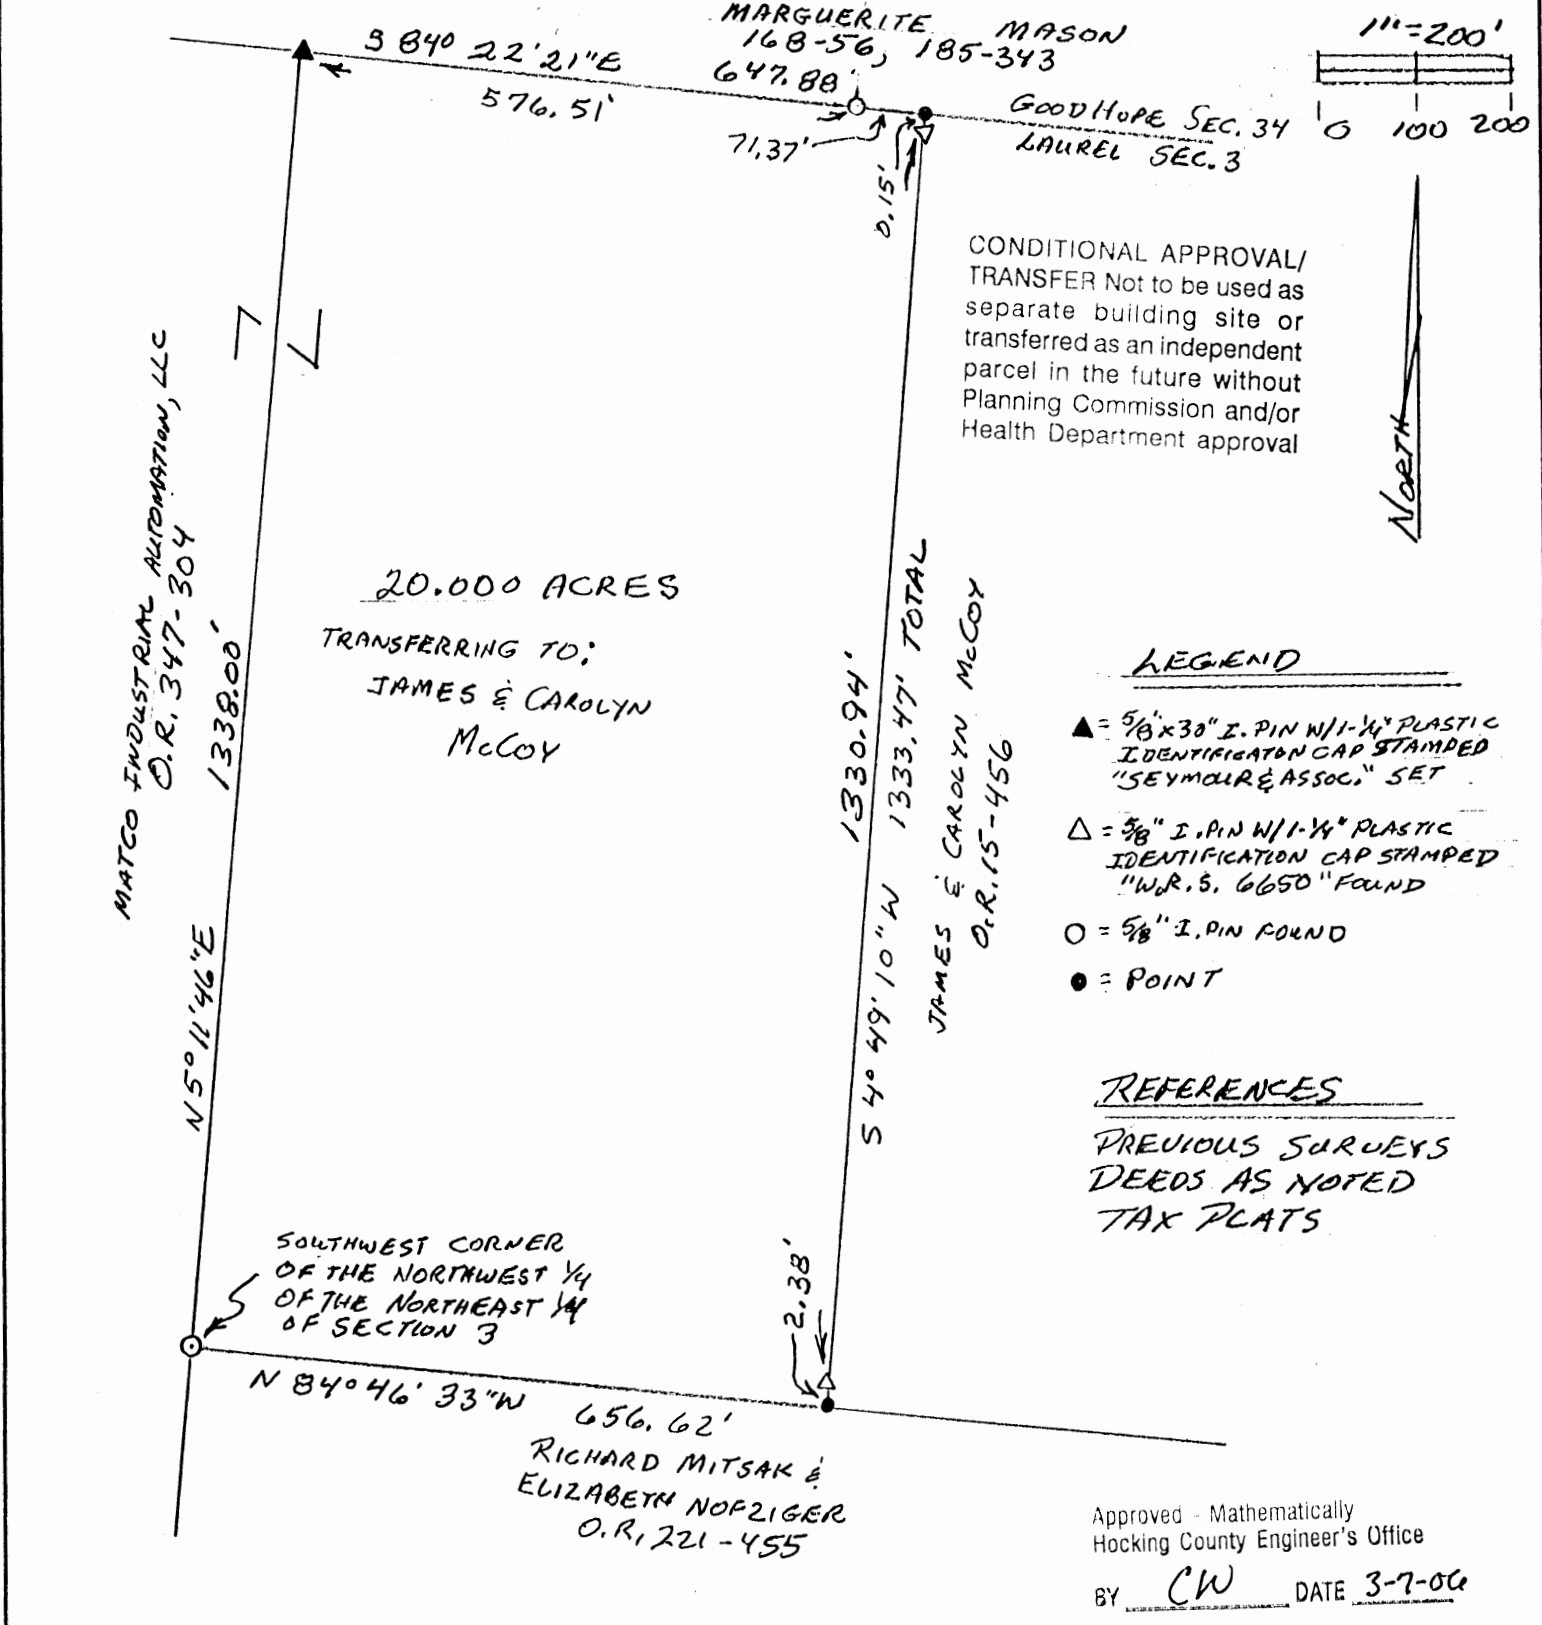 MARGUERITE MASON
168-56, 185-343
S 84° 22' 21" E
647.88'
576.51'
71.37'
0.15'
GOODHOPE SEC. 34
LAUREL SEC. 3
1"=200'
0 100 200
CONDITIONAL APPROVAL/
TRANSFER Not to be used as
separate building site or
transferred as an independent
parcel in the future without
Planning Commission and/or
Health Department approval
NORTH
MATCO INDUSTRIAL AUTOMATION, LLC
O.R. 347-304
N 5° 11' 46" E 1338.00'
20.000 ACRES
TRANSFERRING TO:
JAMES & CAROLYN
McCOY
1330.94'
S 4° 49' 10" W 1333.47' TOTAL
JAMES & CAROLYN McCOY
O.R. 15-456
LEGEND
▲ = 5/8"x30" I. PIN W/1-1/4" PLASTIC
IDENTIFICATON CAP STAMPED
"SEYMOUR & ASSOC." SET
△ = 5/8" I. PIN W/1-1/4" PLASTIC
IDENTIFICATION CAP STAMPED
"W.R.S. 6650" FOUND
○ = 5/8" I. PIN FOUND
● = POINT
REFERENCES
PREVIOUS SURVEYS
DEEDS AS NOTED
TAX PLATS
SOUTHWEST CORNER
OF THE NORTHWEST 1/4
OF THE NORTHEAST 1/4
OF SECTION 3
2.38'
N 84° 46' 33" W 656.62'
RICHARD MITSAK &
ELIZABETH NOFZIGER
O.R. 221-455
Approved - Mathematically
Hocking County Engineer's Office
BY CW DATE 3-7-06